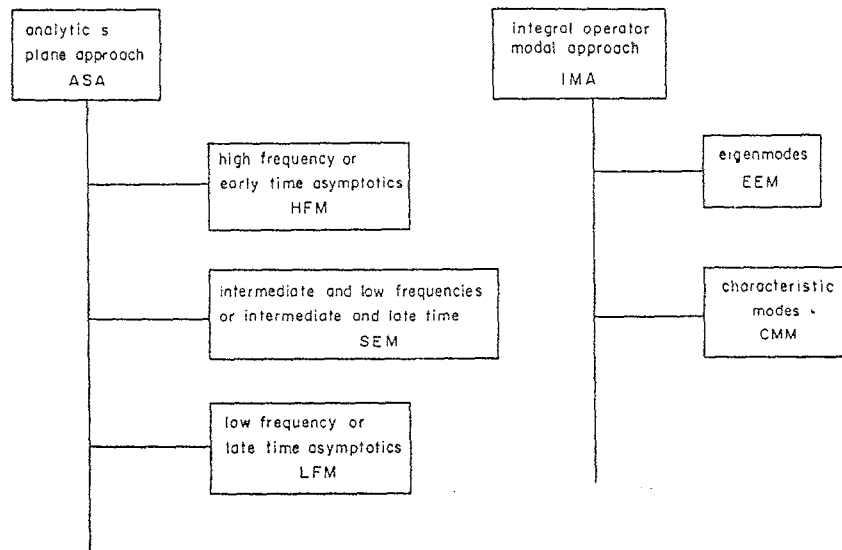 analytic s
plane approach
ASA
high frequency or
early time asymptotics
HFM
intermediate and low frequencies
or intermediate and late time
SEM
low frequency or
late time asymptotics
LFM
integral operator
modal approach
IMA
eigenmodes
EEM
characteristic
modes
CMM